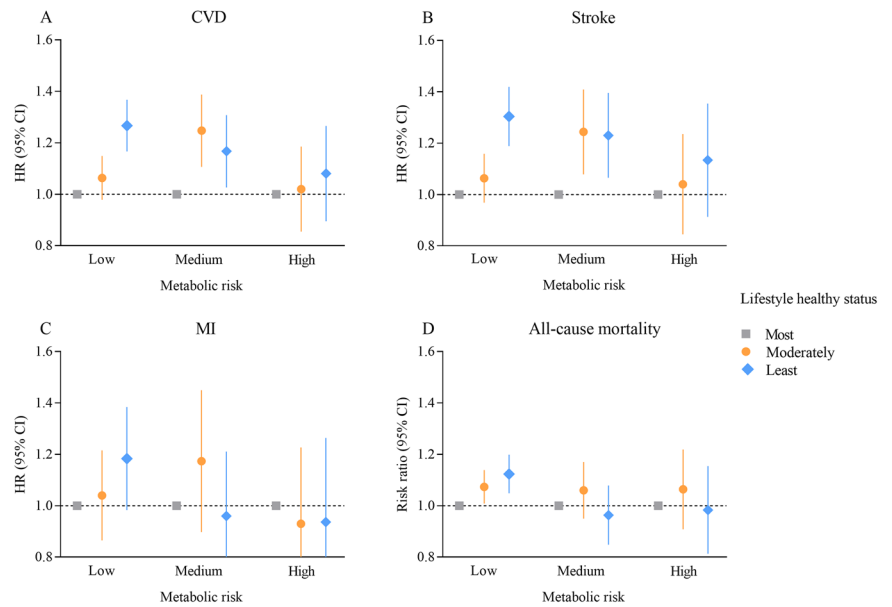 A CVD
1.6
1.4
1.2
1.0
0.8
HR (95% CI)
Low Medium High
Metabolic risk
B Stroke
1.6
1.4
1.2
1.0
0.8
HR (95% CI)
Low Medium High
Metabolic risk
C MI
1.6
1.4
1.2
1.0
0.8
HR (95% CI)
Low Medium High
Metabolic risk
D All-cause mortality
1.6
1.4
1.2
1.0
0.8
Risk ratio (95% CI)
Low Medium High
Metabolic risk
Lifestyle healthy status
Most
Moderately
Least